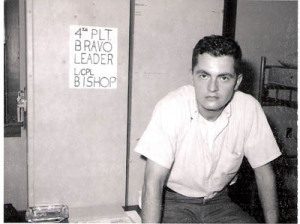 4TH PLT
BRAVO
LEADER
L/CPL
BISHOP